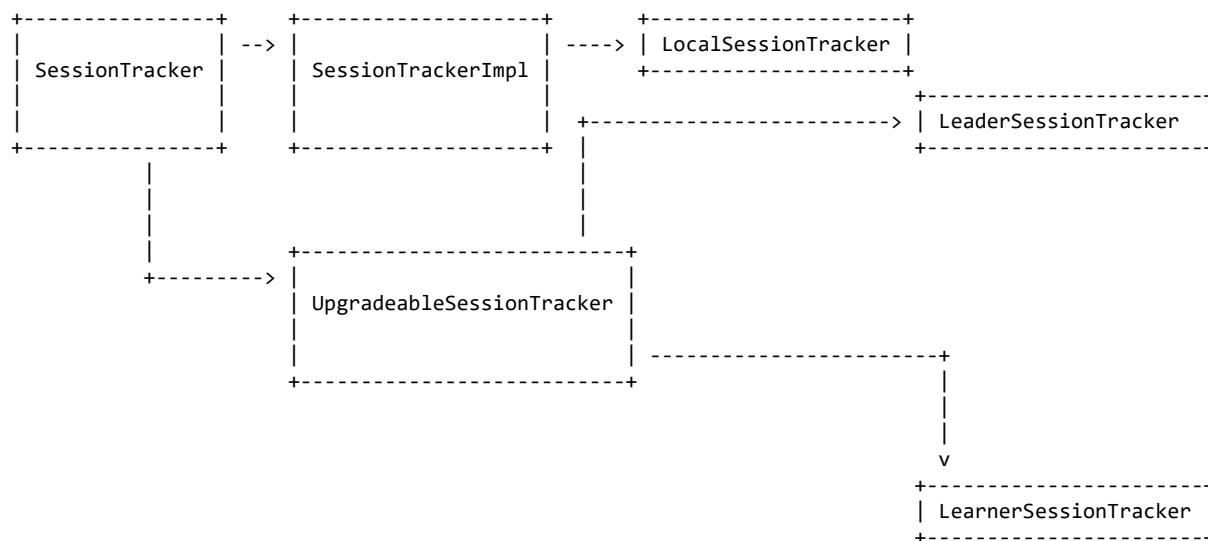 LocalSessionTracker
SessionTracker SessionTrackerImpl
LeaderSessionTracker
UpgradeableSessionTracker
LearnerSessionTracker